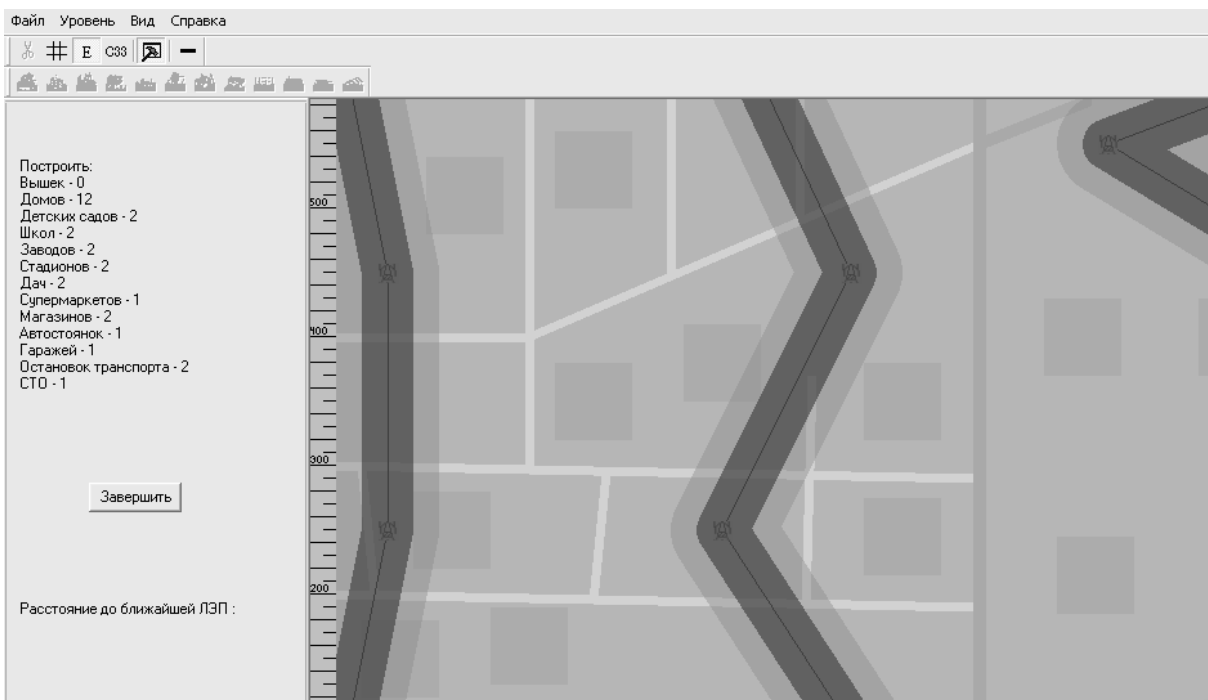 Файл Уровень Вид Справка
E C33
Построить:
Вышек - 0
Домов - 12
Детских садов - 2
Школ - 2
Заводов - 2
Стадионов - 2
Дач - 2
Супермаркетов - 1
Магазинов - 2
Автостоянок - 1
Гаражей - 1
Остановок транспорта - 2
СТО - 1
Завершить
Расстояние до ближайшей ЛЭП :
500
400
300
200